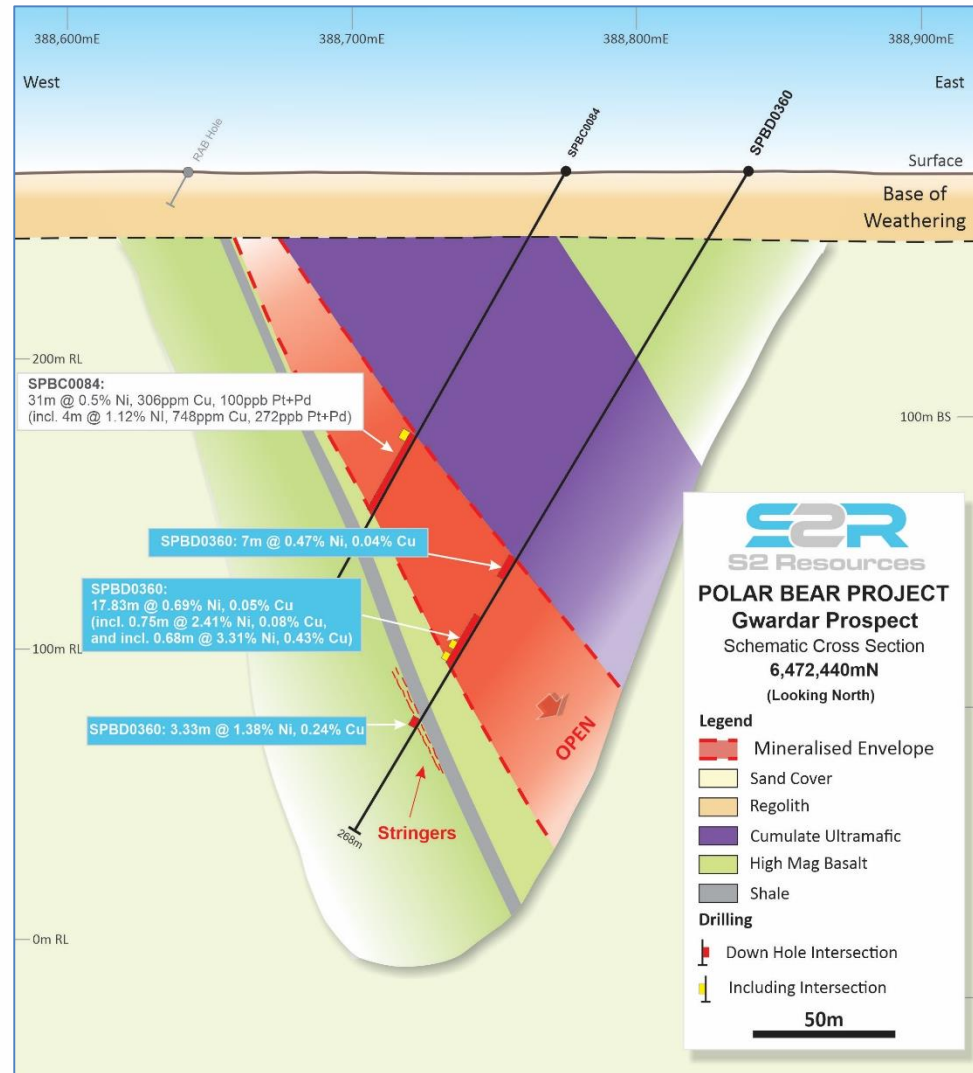 388,600mE
388,700mE
388,800mE
388,900mE
West
East
RAB Hole
SPBC0084
SPBD0360
Surface
Base of
Weathering
200m RL
100m BS
SPBC0084:
31m @ 0.5% Ni, 306ppm Cu, 100ppb Pt+Pd
(incl. 4m @ 1.12% NI, 748ppm Cu, 272ppb Pt+Pd)
SPBD0360: 7m @ 0.47% Ni, 0.04% Cu
SPBD0360:
17.83m @ 0.69% Ni, 0.05% Cu
(incl 0.75m @ 2.41% Ni, 0.08% Cu,
and incl. 0.68m @ 3.31% Ni, 0.43% Cu)
100m RL
SPBD0360: 3.33m @ 1.38% Ni, 0.24% Cu
OPEN
Stringers
268m
0m RL
S2R
S2 Resources
POLAR BEAR PROJECT
Gwardar Prospect
Schematic Cross Section
6,472,440mN
(Looking North)
Legend
Mineralised Envelope
Sand Cover
Regolith
Cumulate Ultramafic
High Mag Basalt
Shale
Drilling
Down Hole Intersection
Including Intersection
50m